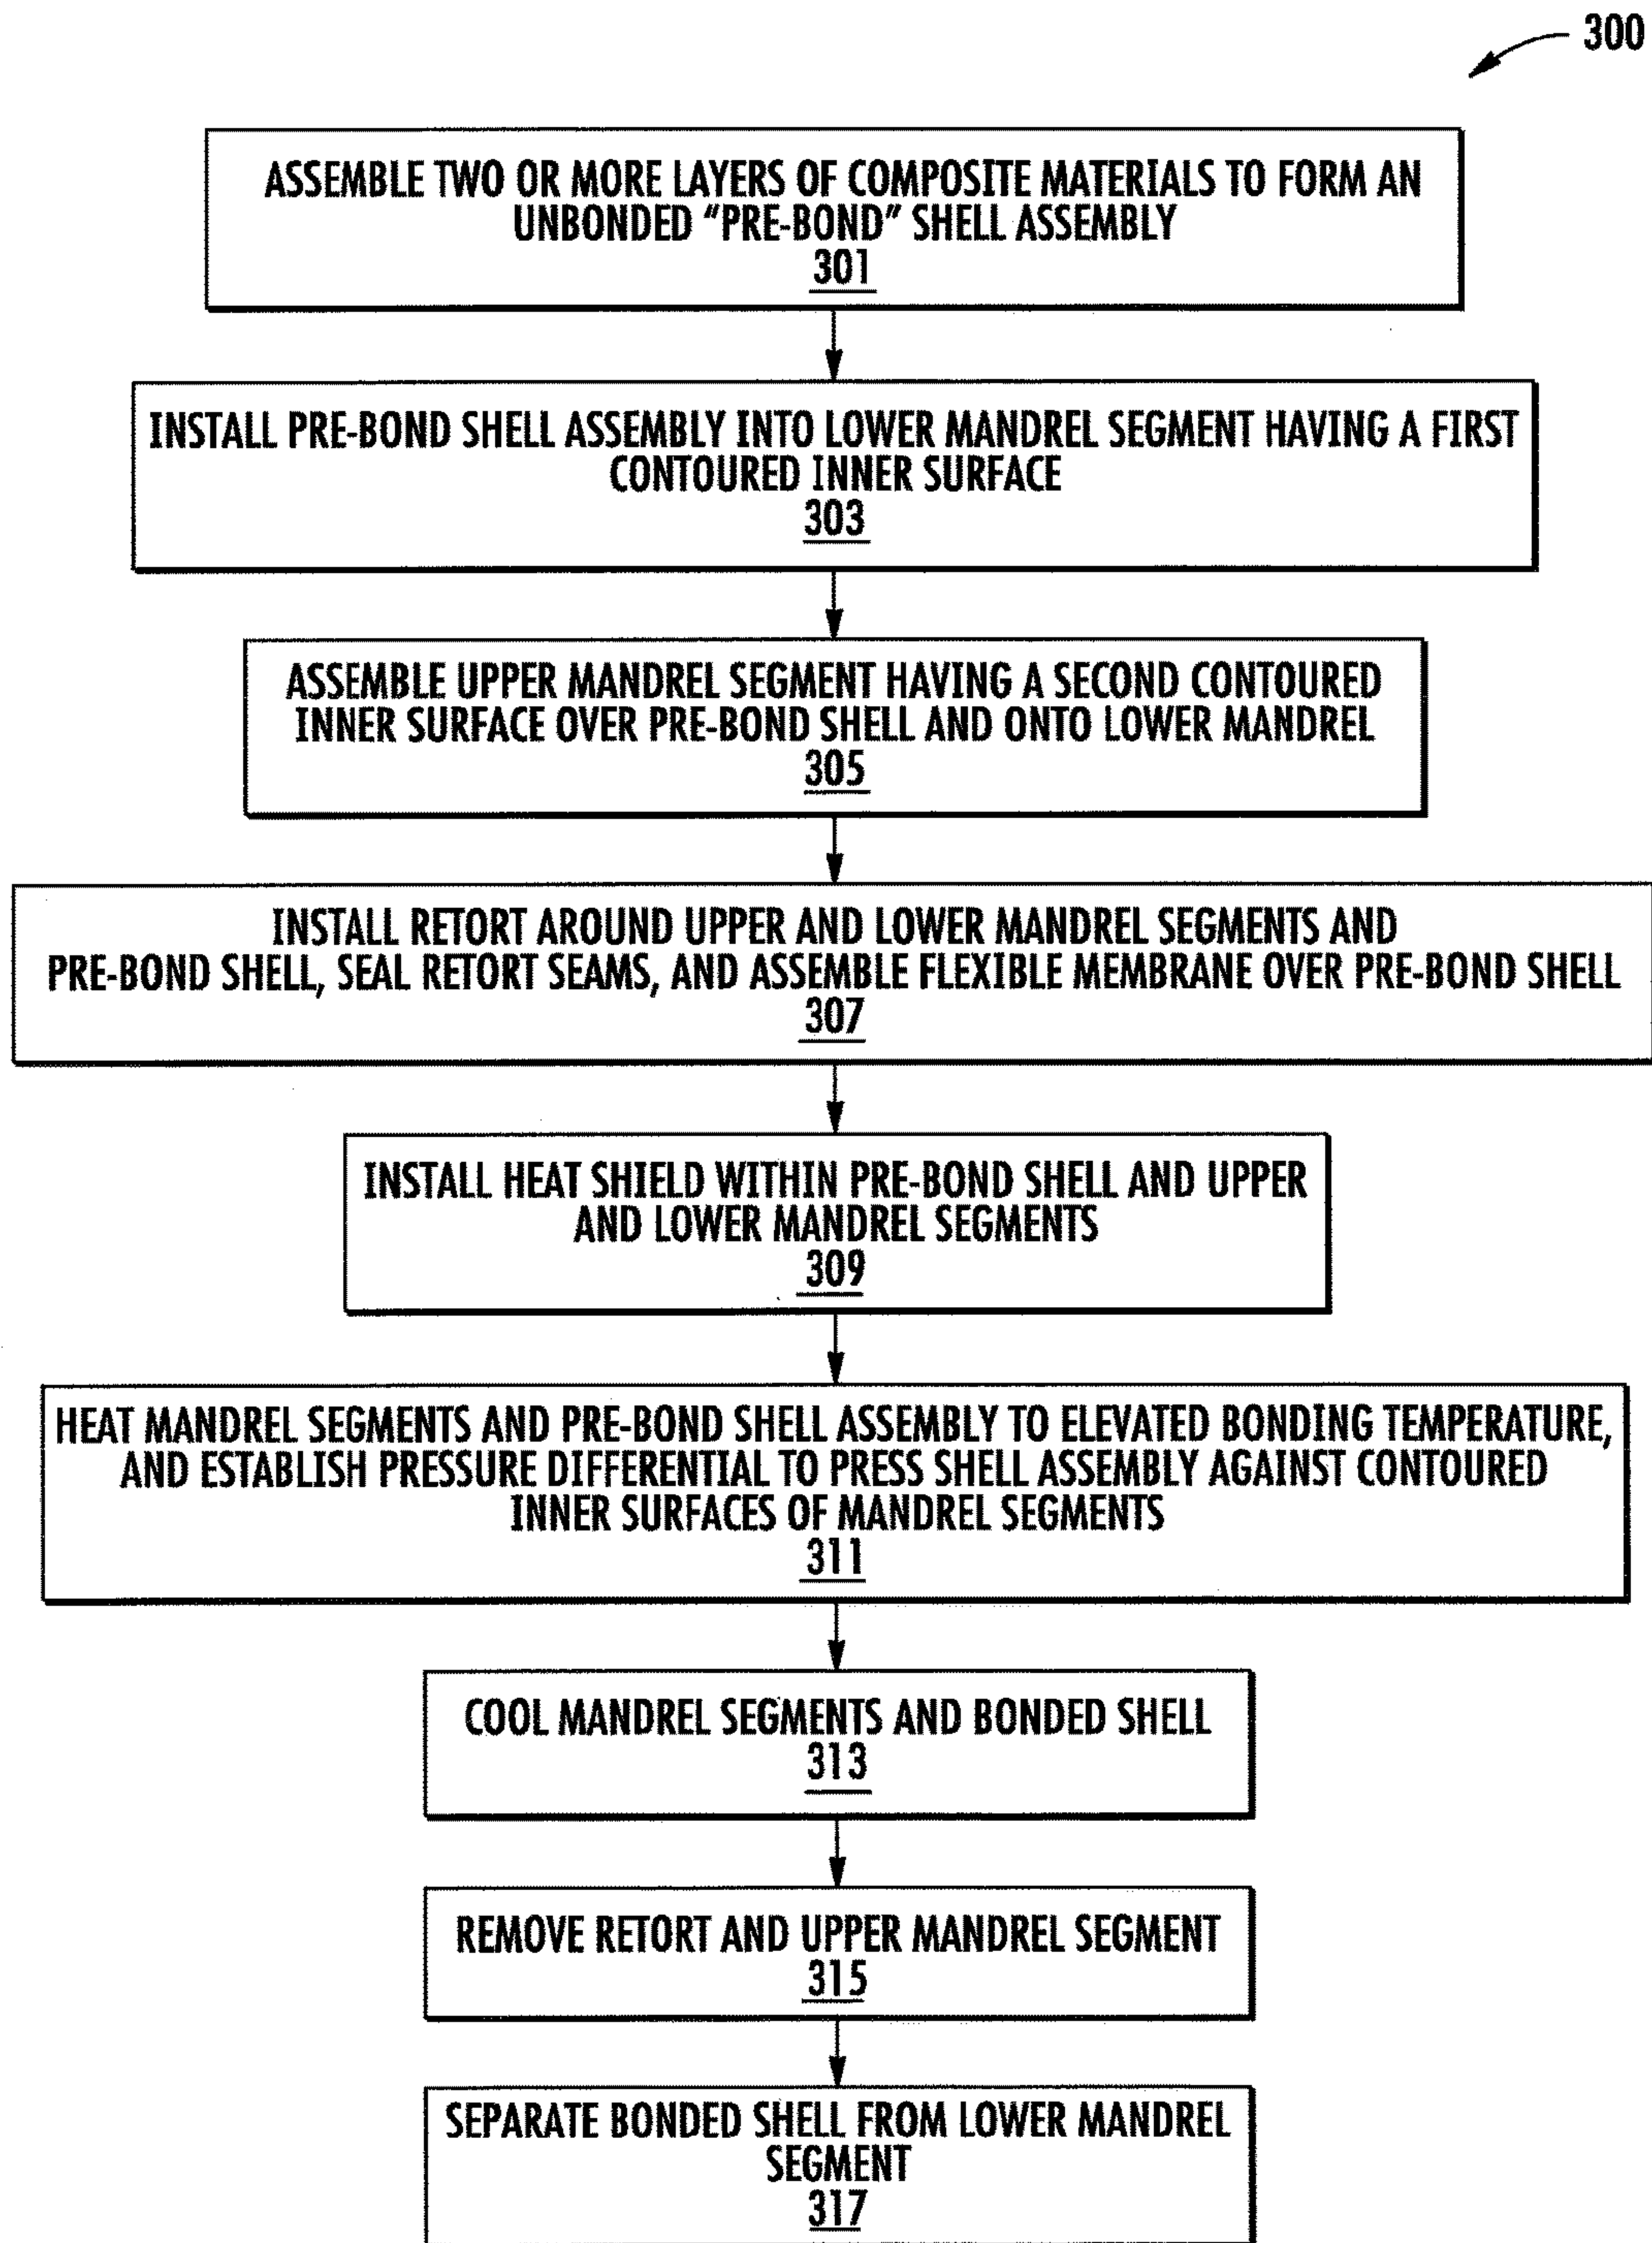 300
ASSEMBLE TWO OR MORE LAYERS OF COMPOSITE MATERIALS TO FORM AN
UNBONDED "PRE-BOND" SHELL ASSEMBLY
301
INSTALL PRE-BOND SHELL ASSEMBLY INTO LOWER MANDREL SEGMENT HAVING A FIRST
CONTOURED INNER SURFACE
303
ASSEMBLE UPPER MANDREL SEGMENT HAVING A SECOND CONTOURED
INNER SURFACE OVER PRE-BOND SHELL AND ONTO LOWER MANDREL
305
INSTALL RETORT AROUND UPPER AND LOWER MANDREL SEGMENTS AND
PRE-BOND SHELL, SEAL RETORT SEAMS, AND ASSEMBLE FLEXIBLE MEMBRANE OVER PRE-BOND SHELL
307
INSTALL HEAT SHIELD WITHIN PRE-BOND SHELL AND UPPER
AND LOWER MANDREL SEGMENTS
309
HEAT MANDREL SEGMENTS AND PRE-BOND SHELL ASSEMBLY TO ELEVATED BONDING TEMPERATURE,
AND ESTABLISH PRESSURE DIFFERENTIAL TO PRESS SHELL ASSEMBLY AGAINST CONTOURED
INNER SURFACES OF MANDREL SEGMENTS
311
COOL MANDREL SEGMENTS AND BONDED SHELL
313
REMOVE RETORT AND UPPER MANDREL SEGMENT
315
SEPARATE BONDED SHELL FROM LOWER MANDREL
SEGMENT
317